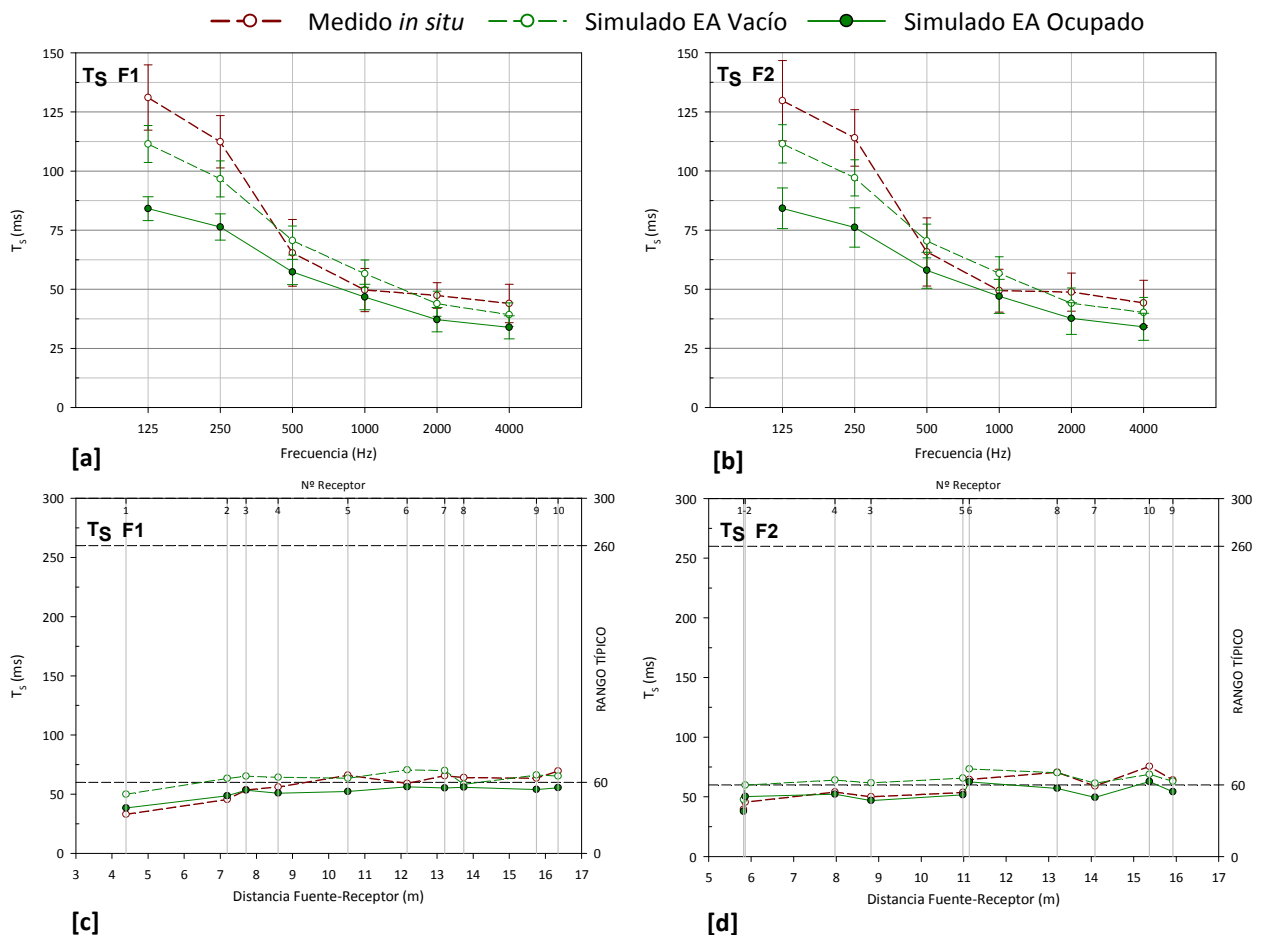 Medido in situ Simulado EA Vacío Simulado EA Ocupado
150
125
100
75
50
25
0
TS F1
TS (ms)
125 250 500 1000 2000 4000
Frecuencia (Hz)
[a]
150
125
100
75
50
25
0
TS F2
TS (ms)
125 250 500 1000 2000 4000
Frecuencia (Hz)
[b]
Nº Receptor
1 2 3 4 5 6 7 8 9 10
300
250
200
150
100
50
0
TS F1
TS (ms)
300
260
60
0
RANGO TÍPICO
3 4 5 6 7 8 9 10 11 12 13 14 15 16 17
Distancia Fuente-Receptor (m)
[c]
Nº Receptor
1-2 4 3 5 6 8 7 10 9
300
250
200
150
100
50
0
TS F2
TS (ms)
300
260
60
0
RANGO TÍPICO
5 6 7 8 9 10 11 12 13 14 15 16 17
Distancia Fuente-Receptor (m)
[d]